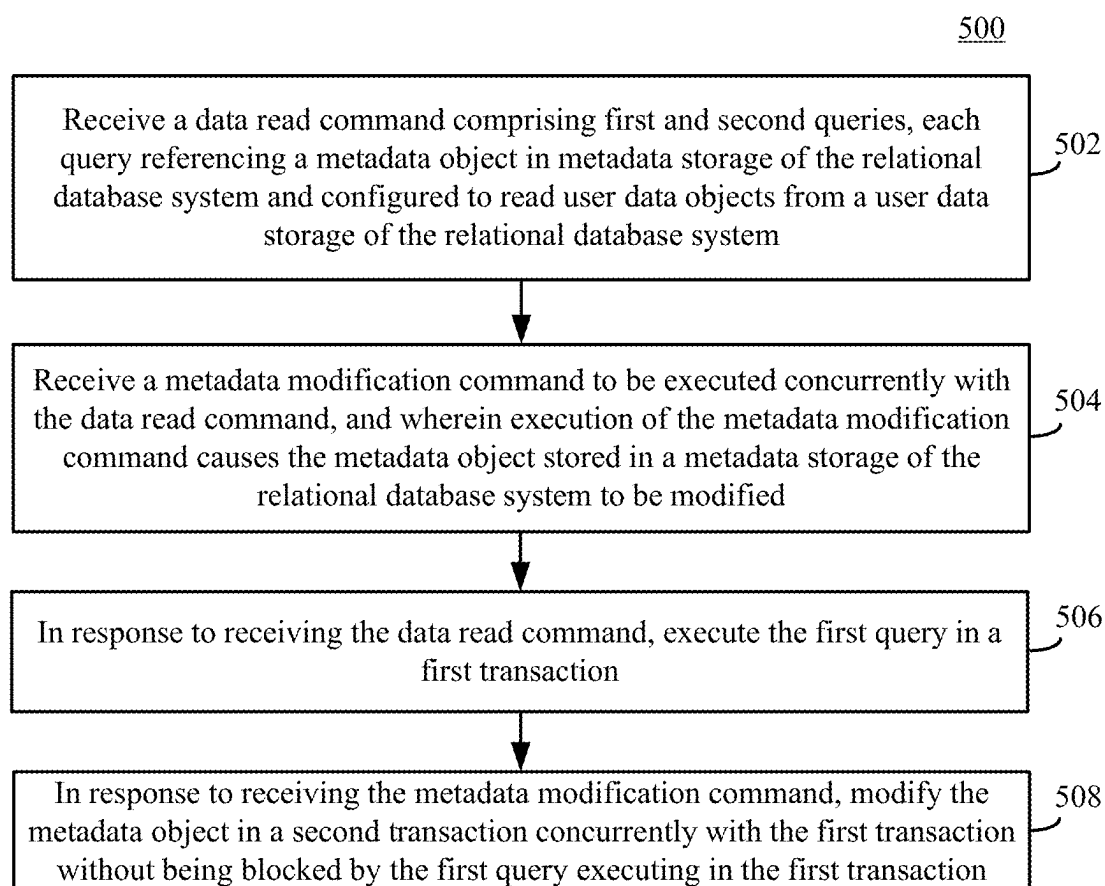 500
Receive a data read command comprising first and second queries, each
query referencing a metadata object in metadata storage of the relational
database system and configured to read user data objects from a user data
storage of the relational database system
502
Receive a metadata modification command to be executed concurrently with
the data read command, and wherein execution of the metadata modification
command causes the metadata object stored in a metadata storage of the
relational database system to be modified
504
In response to receiving the data read command, execute the first query in a
first transaction
506
In response to receiving the metadata modification command, modify the
metadata object in a second transaction concurrently with the first transaction
without being blocked by the first query executing in the first transaction
508